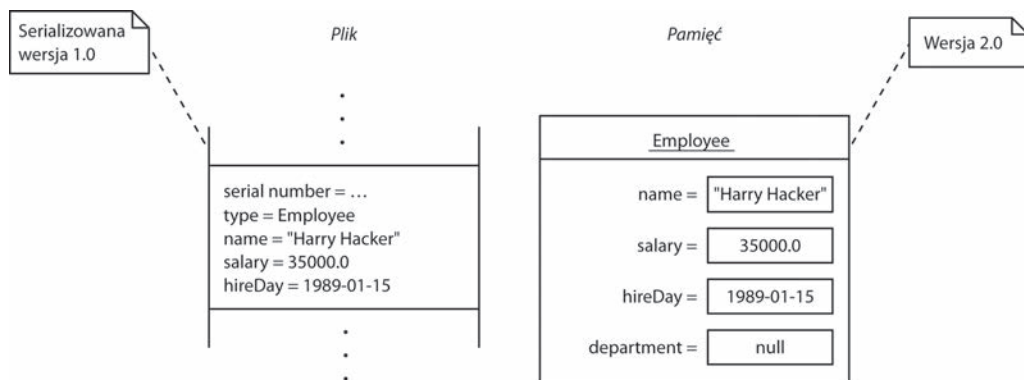 Serializowana
wersja 1.0
Plik
Pamięć
Wersja 2.0
serial number = ...
type = Employee
name = "Harry Hacker"
salary = 35000.0
hireDay = 1989-01-15
Employee
name = "Harry Hacker"
salary = 35000.0
hireDay = 1989-01-15
department = null